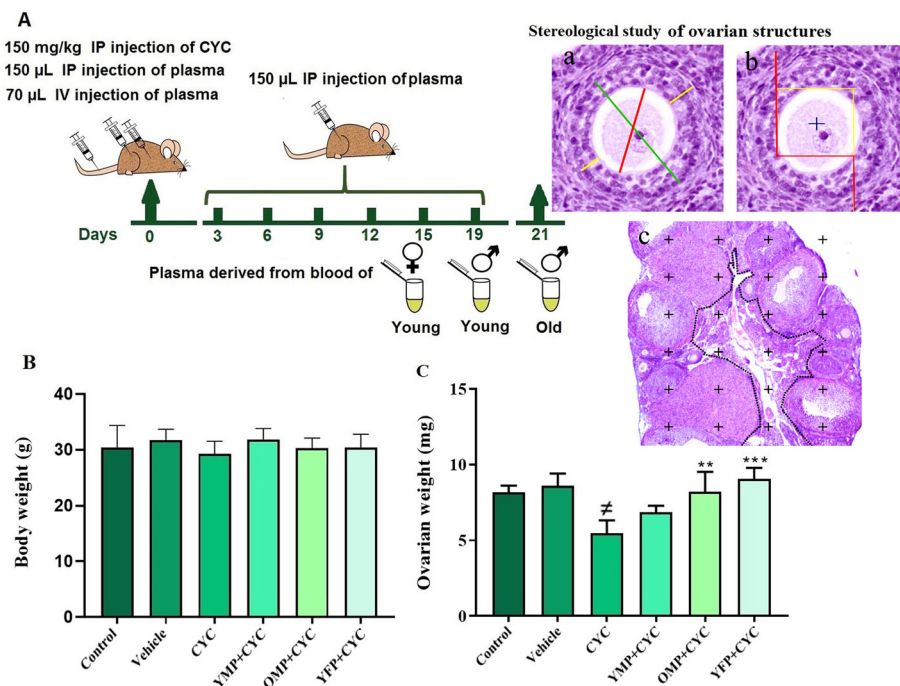 A
150 mg/kg IP injection of CYC
150 µL IP injection of plasma
70 µL IV injection of plasma
150 µL IP injection of plasma
Days 0 3 6 9 12 15 19 21
Plasma derived from blood of
Young Young Old
Stereological study of ovarian structures
a b
c
B
40
30
20
10
0
Body weight (g)
Control Vehicle CYC YMP+CYC OMP+CYC YFP+CYC
C
15
10
5
0
Ovarian weight (mg)
≠ ** ***
Control Vehicle CYC YMP+CYC OMP+CYC YFP+CYC